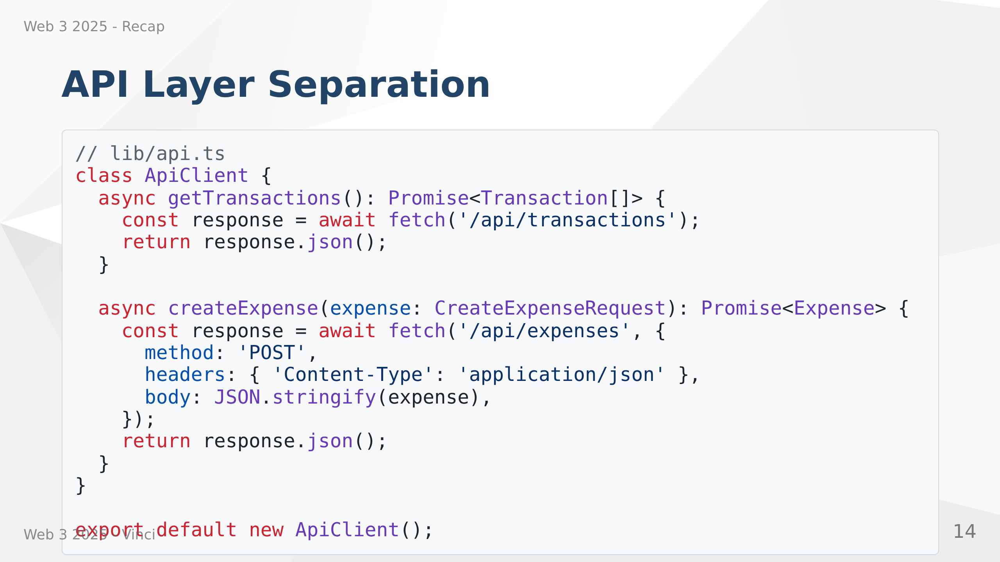 Web 3 2025 - Recap
API Layer Separation
// lib/api.ts
class ApiClient {
  async getTransactions(): Promise<Transaction[]> {
    const response = await fetch('/api/transactions');
    return response.json();
  }

  async createExpense(expense: CreateExpenseRequest): Promise<Expense> {
    const response = await fetch('/api/expenses', {
      method: 'POST',
      headers: { 'Content-Type': 'application/json' },
      body: JSON.stringify(expense),
    });
    return response.json();
  }
}

export default new ApiClient();
Web 3 2025 - Vinci
14